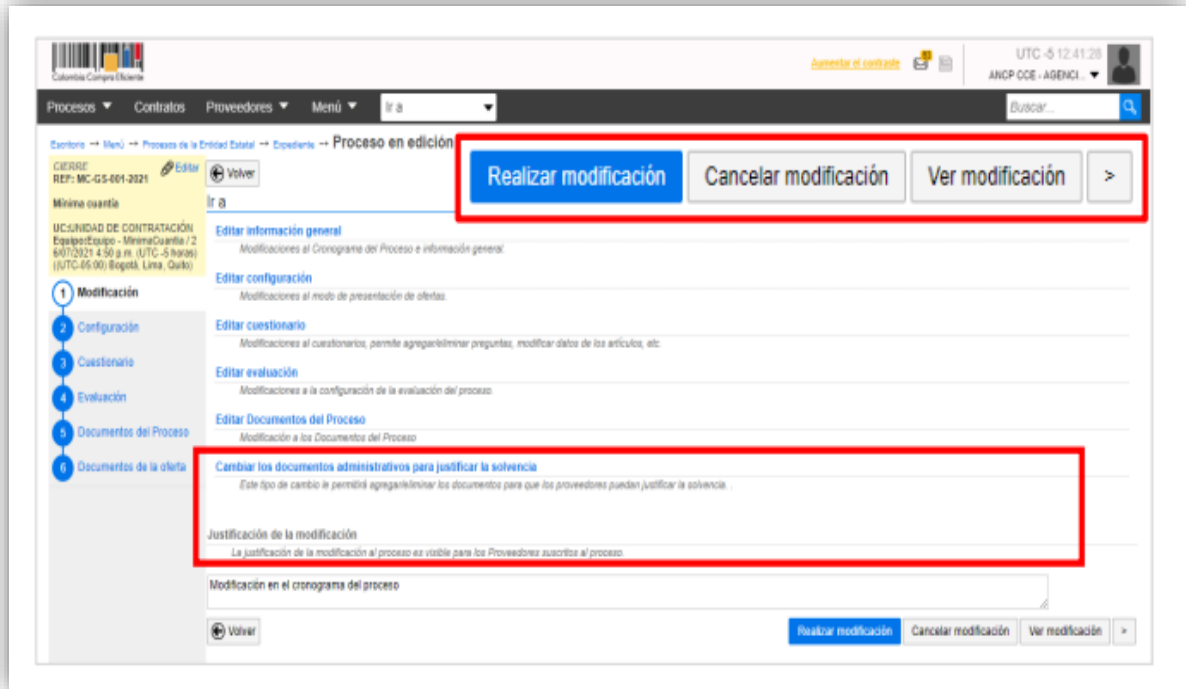 Colombia Compra Eficiente
Aumentar el contraste
UTC -5 12:41:28
ANCP CCE - AGENCI...
Procesos Contratos Proveedores Menú Ir a Buscar...
Escritorio → Menú → Procesos de la Entidad Estatal → Expediente → Proceso en edición
Realizar modificación Cancelar modificación Ver modificación >
CIERRE Editar
REF: MC-GS-001-2021
Mínima cuantía
UC:UNIDAD DE CONTRATACIÓN
Equipo:Equipo - MinimaCuantia / 2
6/07/2021 4:50 p.m. (UTC -5 horas)
((UTC-05:00) Bogotá, Lima, Quito)
1 Modificación
2 Configuración
3 Cuestionario
4 Evaluación
5 Documentos del Proceso
6 Documentos de la oferta
Volver
Ir a
Editar información general
Modificaciones al Cronograma del Proceso e información general.
Editar configuración
Modificaciones al modo de presentación de ofertas.
Editar cuestionario
Modificaciones al cuestionarios, permite agregar/eliminar preguntas, modificar datos de los artículos, etc.
Editar evaluación
Modificaciones a la configuración de la evaluación del proceso.
Editar Documentos del Proceso
Modificación a los Documentos del Proceso
Cambiar los documentos administrativos para justificar la solvencia
Este tipo de cambio le permitirá agregar/eliminar los documentos para que los proveedores puedan justificar la solvencia. .
Justificación de la modificación
La justificación de la modificación al proceso es visible para los Proveedores suscritos al proceso.
Modificación en el cronograma del proceso
Volver Realizar modificación Cancelar modificación Ver modificación >